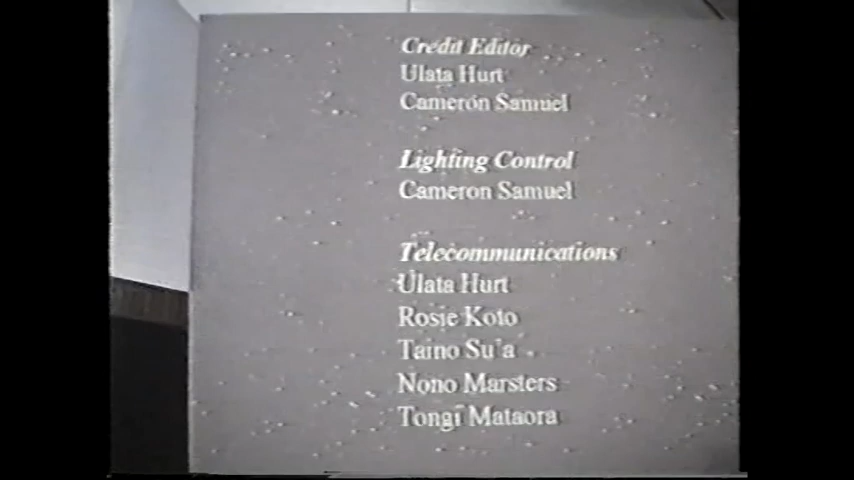 Credit Editor
Ulata Hurt
Cameron Samuel
Lighting Control
Cameron Samuel
Telecommunications
Ulata Hurt
Rosie Koto
Taino Su'a
Nono Marsters
Tongi Mataora